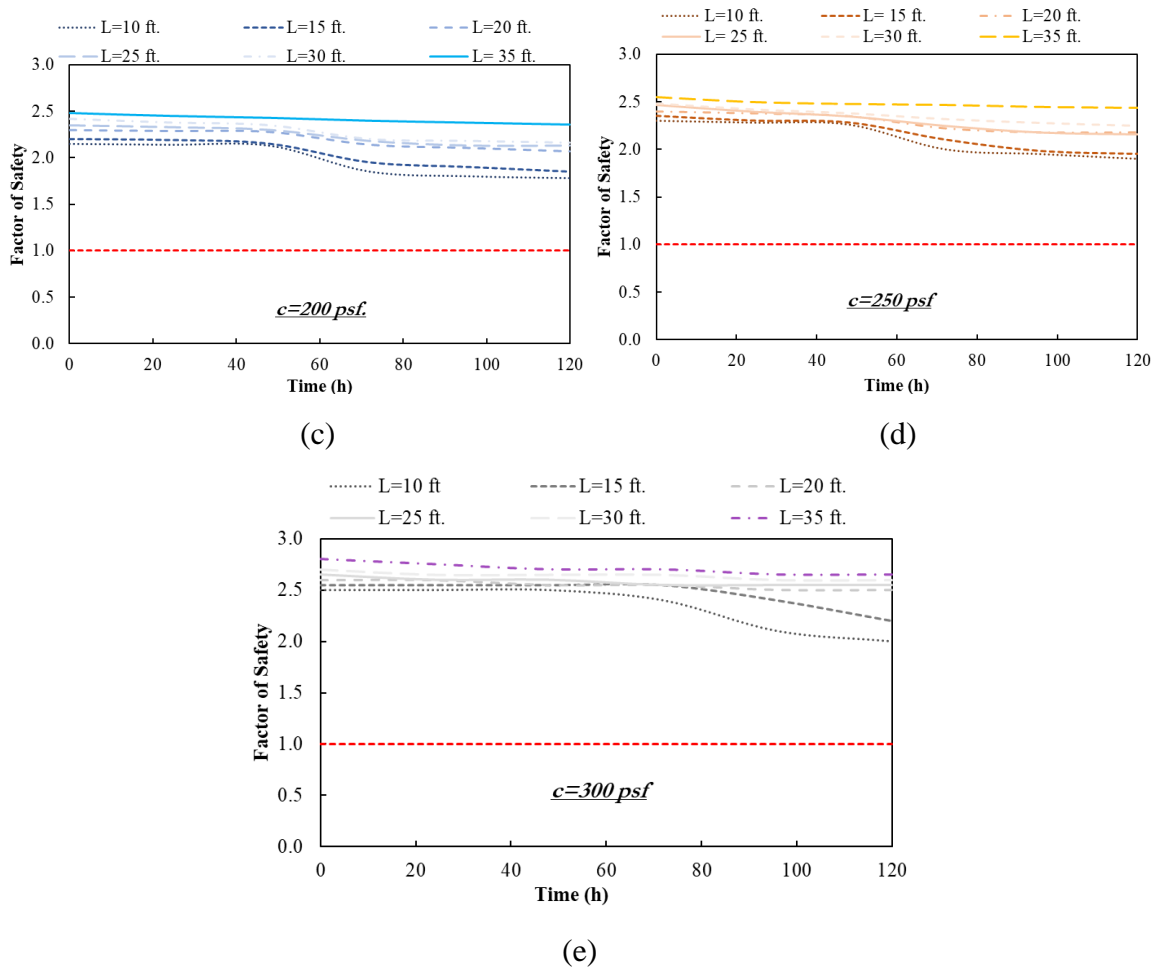 L=10 ft. L=15 ft. L=20 ft.
L=25 ft. L=30 ft. L= 35 ft.
3.0
2.5
2.0
1.5
1.0
0.5
0.0
Factor of Safety
c=200 psf.
0 20 40 60 80 100 120
Time (h)
(c)
L=10 ft. L= 15 ft. L=20 ft.
L= 25 ft. L=30 ft. L=35 ft.
3.0
2.5
2.0
1.5
1.0
0.5
0.0
Factor of Safety
c=250 psf
0 20 40 60 80 100 120
Time (h)
(d)
L=10 ft L=15 ft. L=20 ft.
L=25 ft. L=30 ft. L=35 ft.
3.0
2.5
2.0
1.5
1.0
0.5
0.0
Factor of Safety
c=300 psf
0 20 40 60 80 100 120
Time (h)
(e)